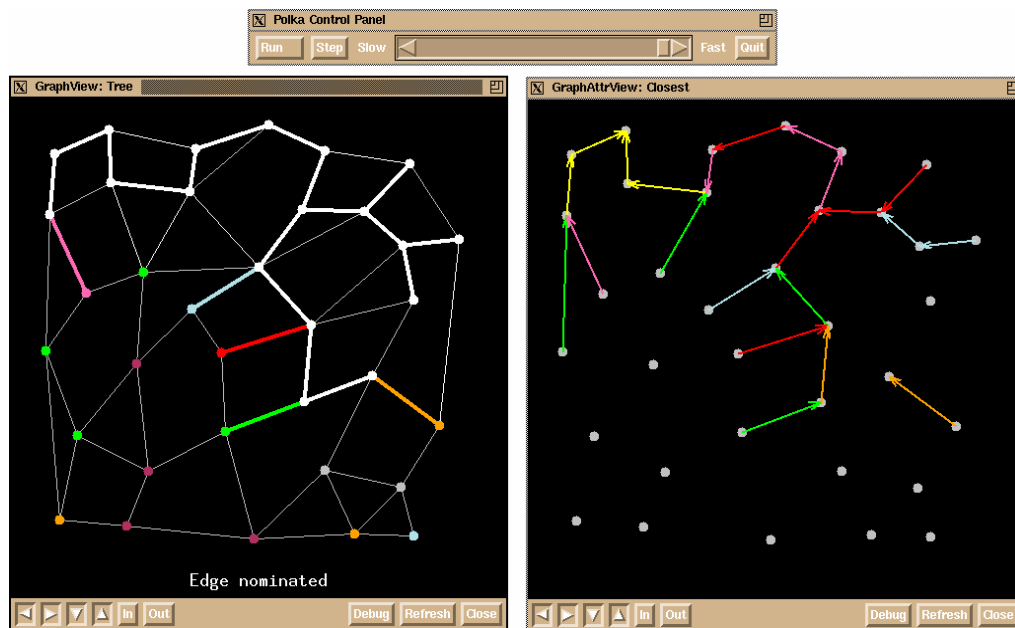 Polka Control Panel
Run Step Slow Fast Quit
GraphView: Tree
Edge nominated
In Out Debug Refresh Close
GraphAttrView: Closest
In Out Debug Refresh Close